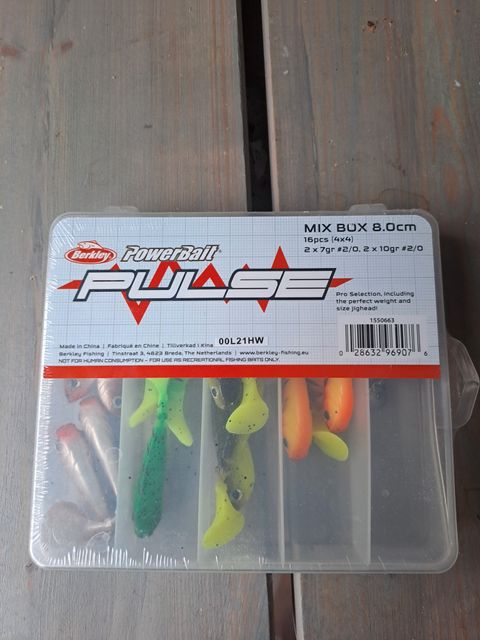 MIX BOX 8.0cm
16pcs (4x4)
2 x 7gr #2/0, 2 x 10gr #2/0
Berkley
PowerBait
PULSE
Pro Selection, including
the perfect weight and
size jighead!
1550663
0 28632 96907 6
Made in China | Fabriqué en Chine | Tillverkad i Kina
00L21HW
Berkley Fishing | Tinstraat 3, 4823 Breda, The Netherlands | www.berkley-fishing.eu
NOT FOR HUMAN CONSUMPTION - FOR USE AS RECREATIONAL FISHING BAITS ONLY.